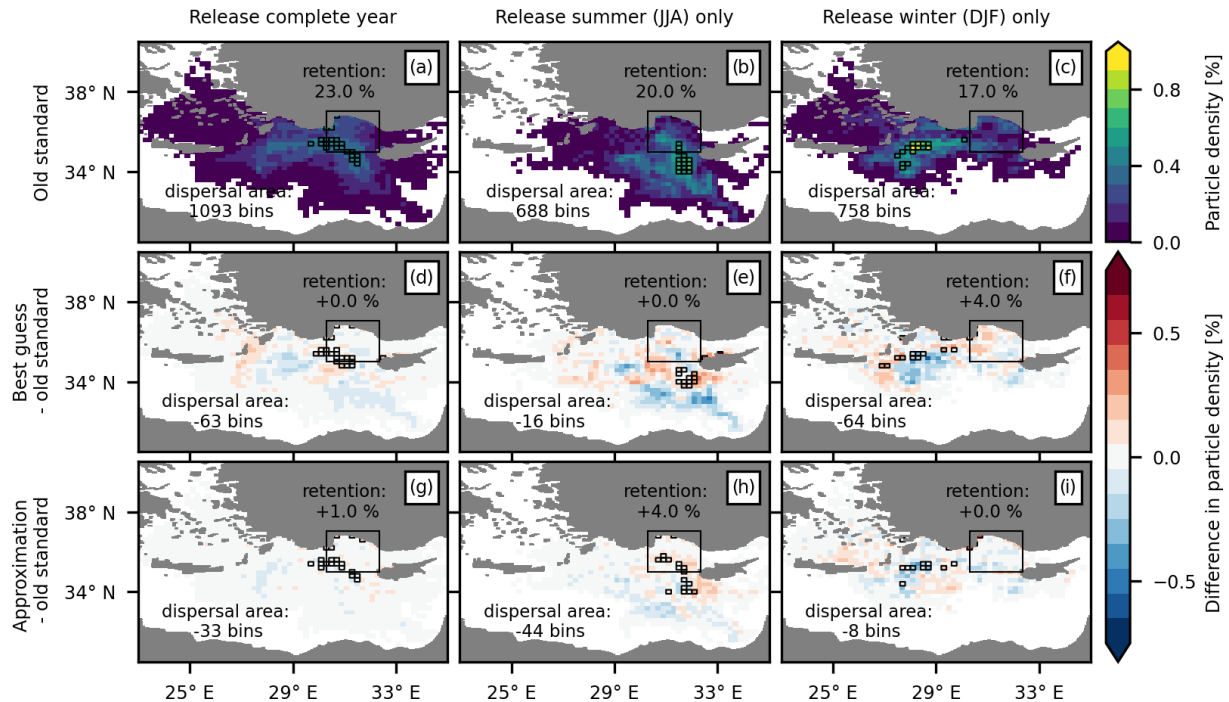 Release complete year
Release summer (JJA) only
Release winter (DJF) only
Old standard
38° N
34° N
(a)
retention:
23.0 %
dispersal area:
1093 bins
(b)
retention:
20.0 %
dispersal area:
688 bins
(c)
retention:
17.0 %
dispersal area:
758 bins
0.8
0.4
0.0
Particle density [%]
Best guess
- old standard
38° N
34° N
(d)
retention:
+0.0 %
dispersal area:
-63 bins
(e)
retention:
+0.0 %
dispersal area:
-16 bins
(f)
retention:
+4.0 %
dispersal area:
-64 bins
Approximation
- old standard
38° N
34° N
(g)
retention:
+1.0 %
dispersal area:
-33 bins
(h)
retention:
+4.0 %
dispersal area:
-44 bins
(i)
retention:
+0.0 %
dispersal area:
-8 bins
0.5
0.0
−0.5
Difference in particle density [%]
25° E
29° E
33° E
25° E
29° E
33° E
25° E
29° E
33° E